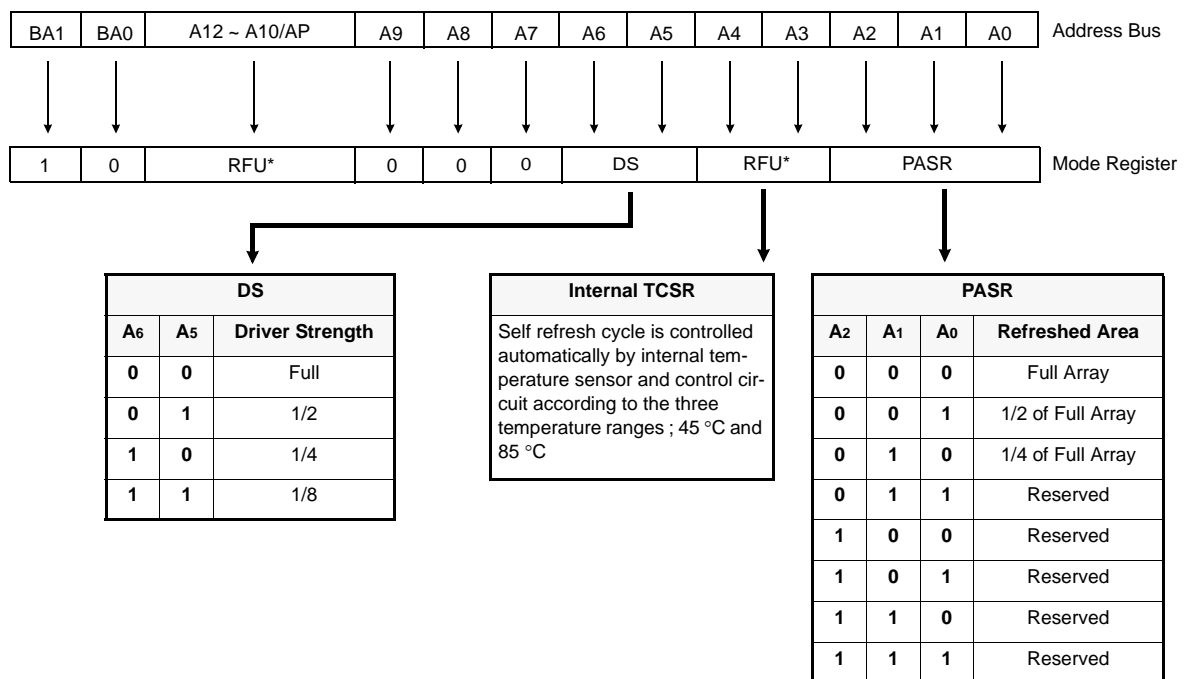 BA1 BA0 A12 ~ A10/AP A9 A8 A7 A6 A5 A4 A3 A2 A1 A0 Address Bus
1 0 RFU* 0 0 0 DS RFU* PASR Mode Register
DS
A6 A5 Driver Strength
0 0 Full
0 1 1/2
1 0 1/4
1 1 1/8
Internal TCSR
Self refresh cycle is controlled
automatically by internal tem-
perature sensor and control cir-
cuit according to the three
temperature ranges ; 45 °C and
85 °C
PASR
A2 A1 A0 Refreshed Area
0 0 0 Full Array
0 0 1 1/2 of Full Array
0 1 0 1/4 of Full Array
0 1 1 Reserved
1 0 0 Reserved
1 0 1 Reserved
1 1 0 Reserved
1 1 1 Reserved